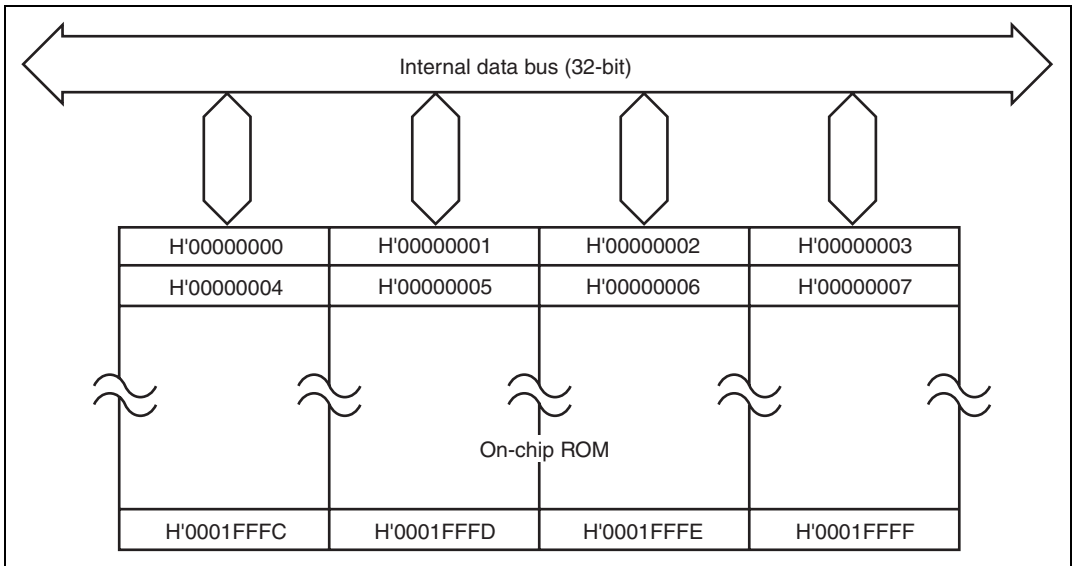 Internal data bus (32-bit)
H'00000000 H'00000001 H'00000002 H'00000003
H'00000004 H'00000005 H'00000006 H'00000007
On-chip ROM
H'0001FFFC H'0001FFFD H'0001FFFE H'0001FFFF